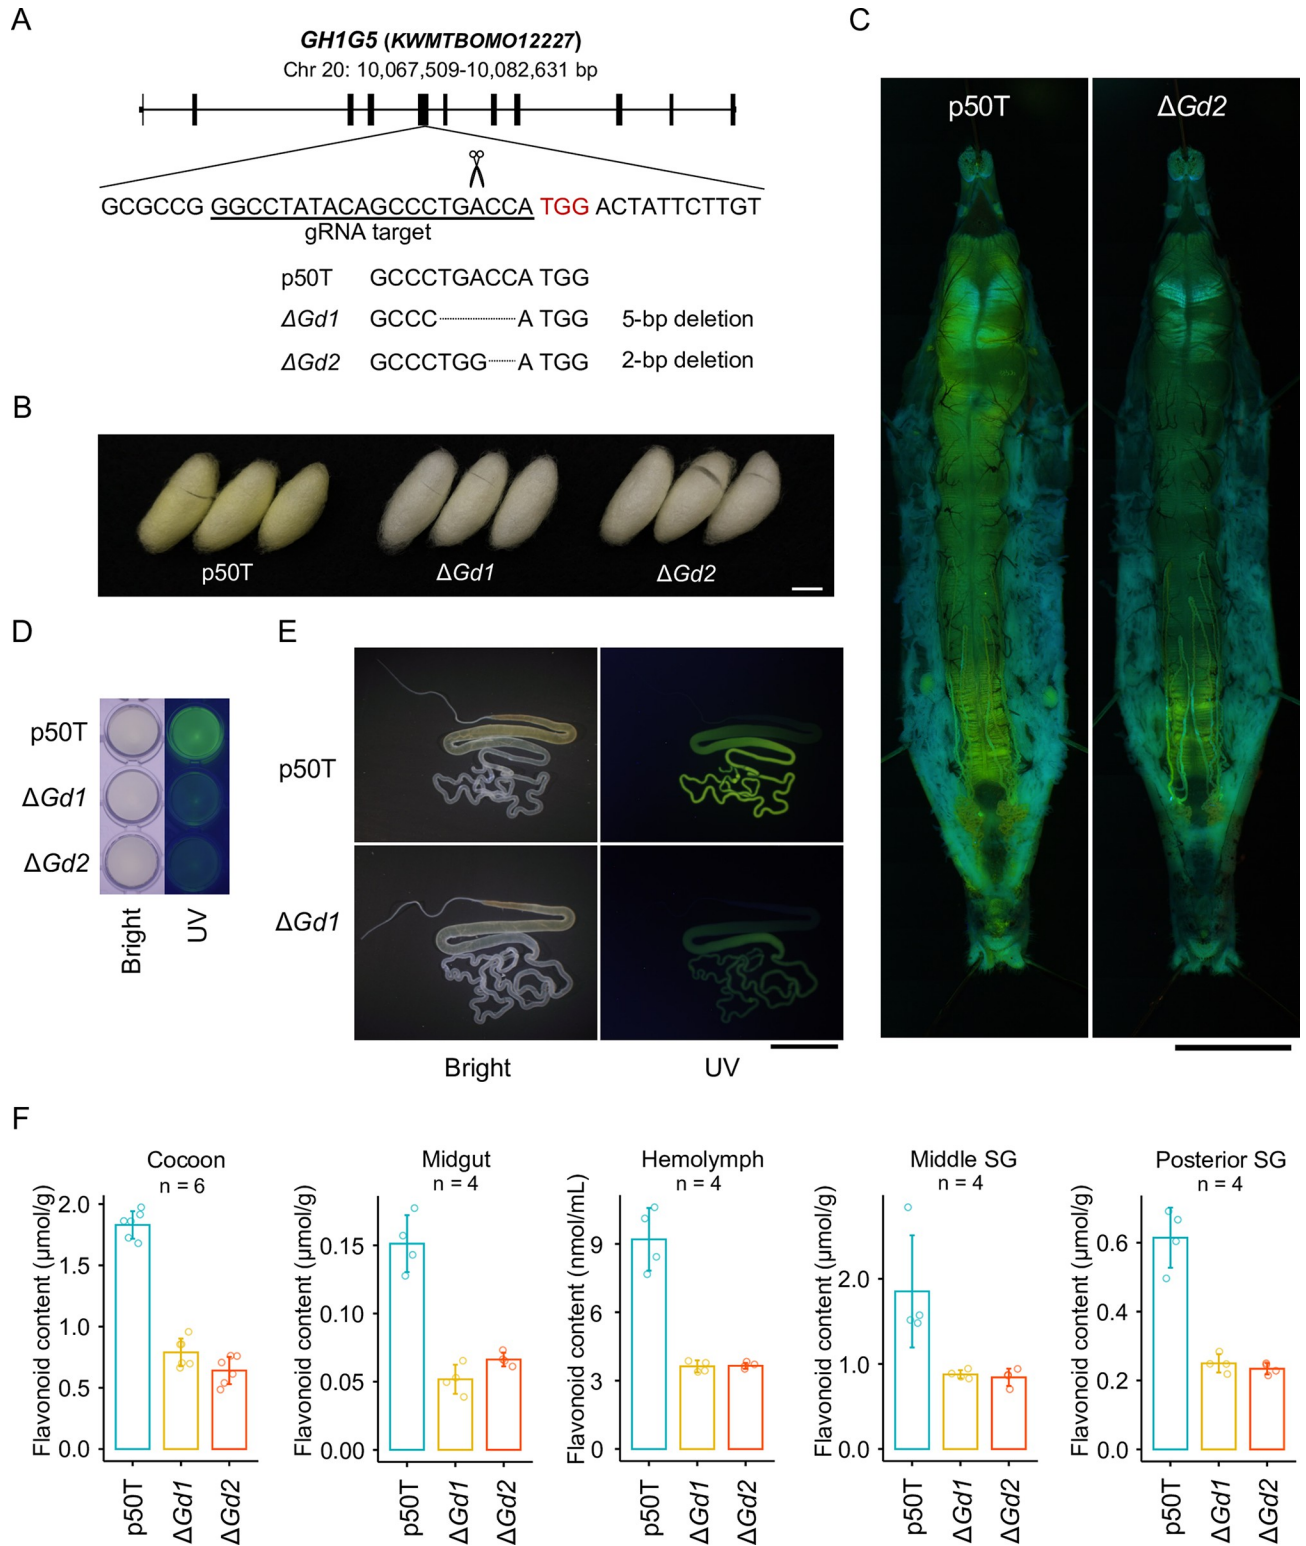 A
GH1G5 (KWMTBOMO12227)
Chr 20: 10,067,509-10,082,631 bp
GCGCCG GGCCTATACAGCCCTGACCA TGG ACTATTCTTGT
gRNA target
p50T GCCCTGACCA TGG
ΔGd1 GCCC A TGG 5-bp deletion
ΔGd2 GCCCTGG A TGG 2-bp deletion
B
p50T ΔGd1 ΔGd2
C
p50T ΔGd2
D
p50T
ΔGd1
ΔGd2
Bright UV
E
p50T
ΔGd1
Bright UV
F
Cocoon
n = 6
Flavonoid content (μmol/g)
2.0
1.5
1.0
0.5
0.0
p50T ΔGd1 ΔGd2
Midgut
n = 4
Flavonoid content (μmol/g)
0.15
0.10
0.05
0.00
p50T ΔGd1 ΔGd2
Hemolymph
n = 4
Flavonoid content (nmol/mL)
9
6
3
0
p50T ΔGd1 ΔGd2
Middle SG
n = 4
Flavonoid content (μmol/g)
2.0
1.0
0.0
p50T ΔGd1 ΔGd2
Posterior SG
n = 4
Flavonoid content (μmol/g)
0.6
0.4
0.2
0.0
p50T ΔGd1 ΔGd2